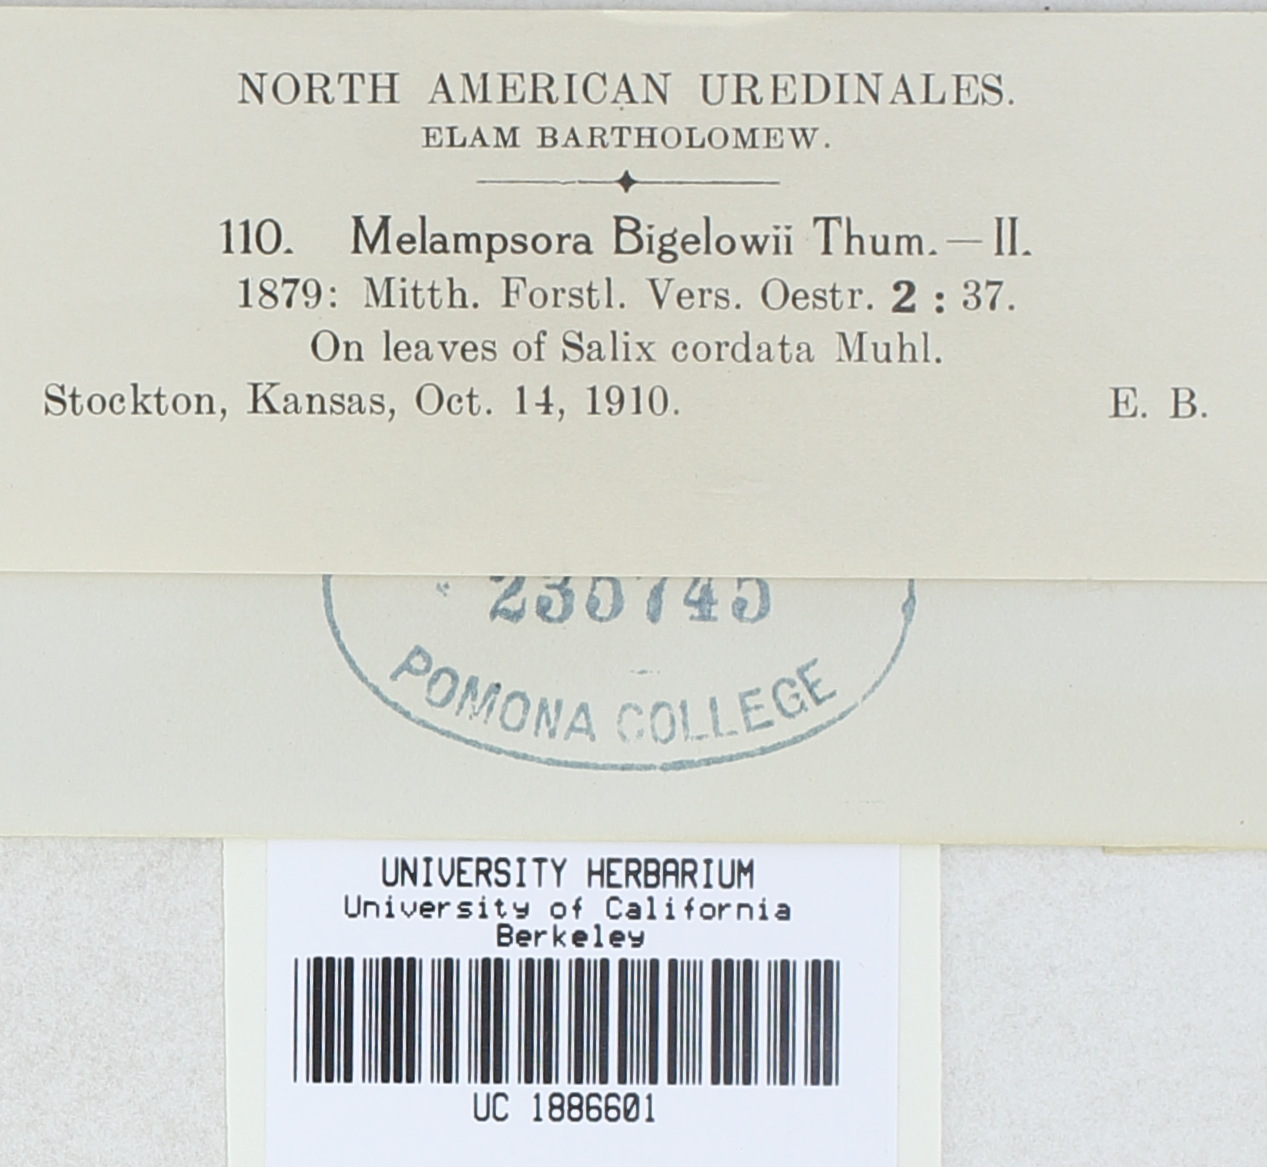 NORTH AMERICAN UREDINALES.
ELAM BARTHOLOMEW.
110. Melampsora Bigelowii Thum.—II.
1879: Mitth. Forstl. Vers. Oestr. 2 : 37.
On leaves of Salix cordata Muhl.
Stockton, Kansas, Oct. 14, 1910. E. B.
235745
POMONA COLLEGE
UNIVERSITY HERBARIUM
University of California
Berkeley
UC 1886601